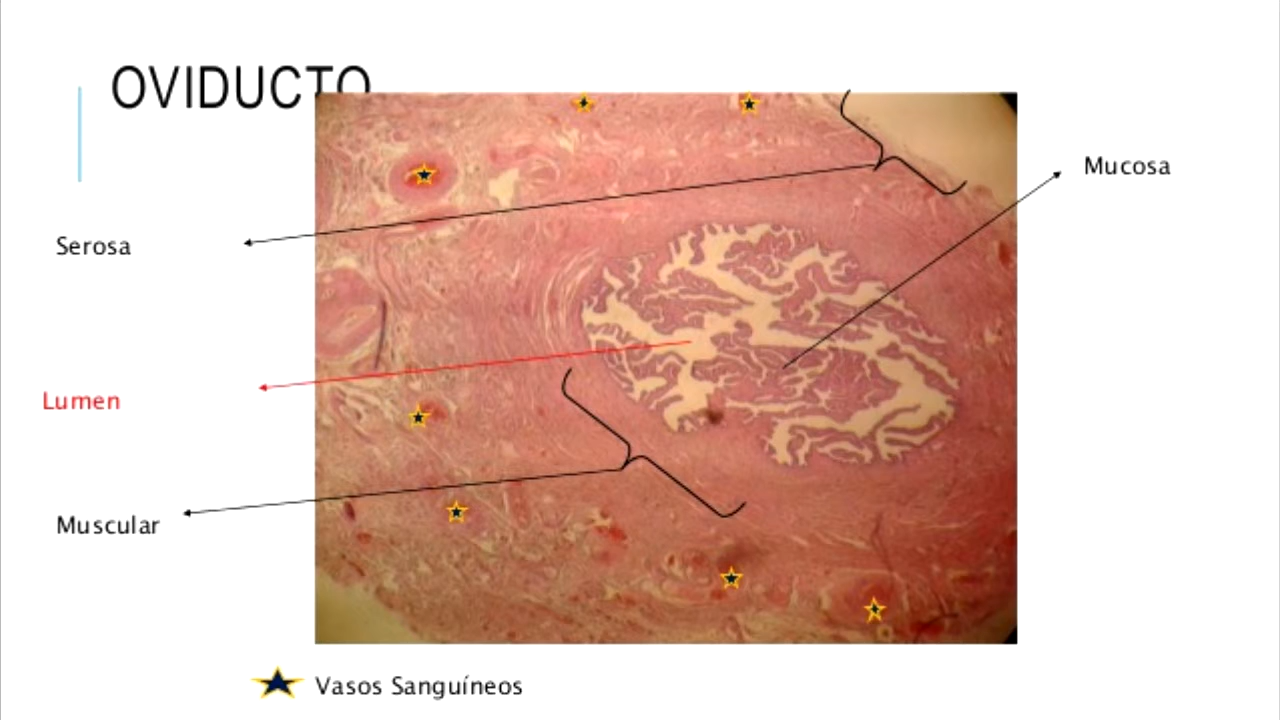 OVIDUCTO
Mucosa
Serosa
Lumen
Muscular
Vasos Sanguíneos